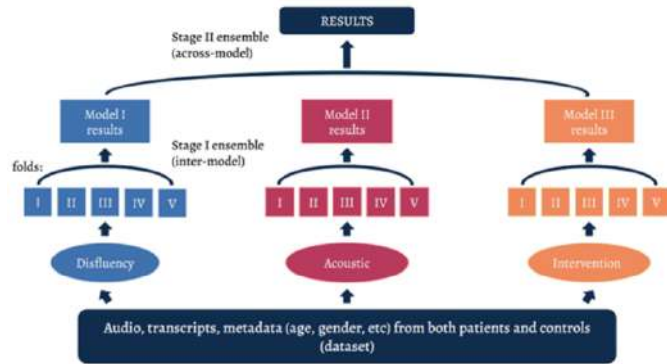 RESULTS
Stage II ensemble
(across-model)
Model I
results
Model II
results
Model III
results
Stage I ensemble
(inter-model)
folds:
I II III IV V
I II III IV V
I II III IV V
Disfluency
Acoustic
Intervention
Audio, transcripts, metadata (age, gender, etc) from both patients and controls
(dataset)